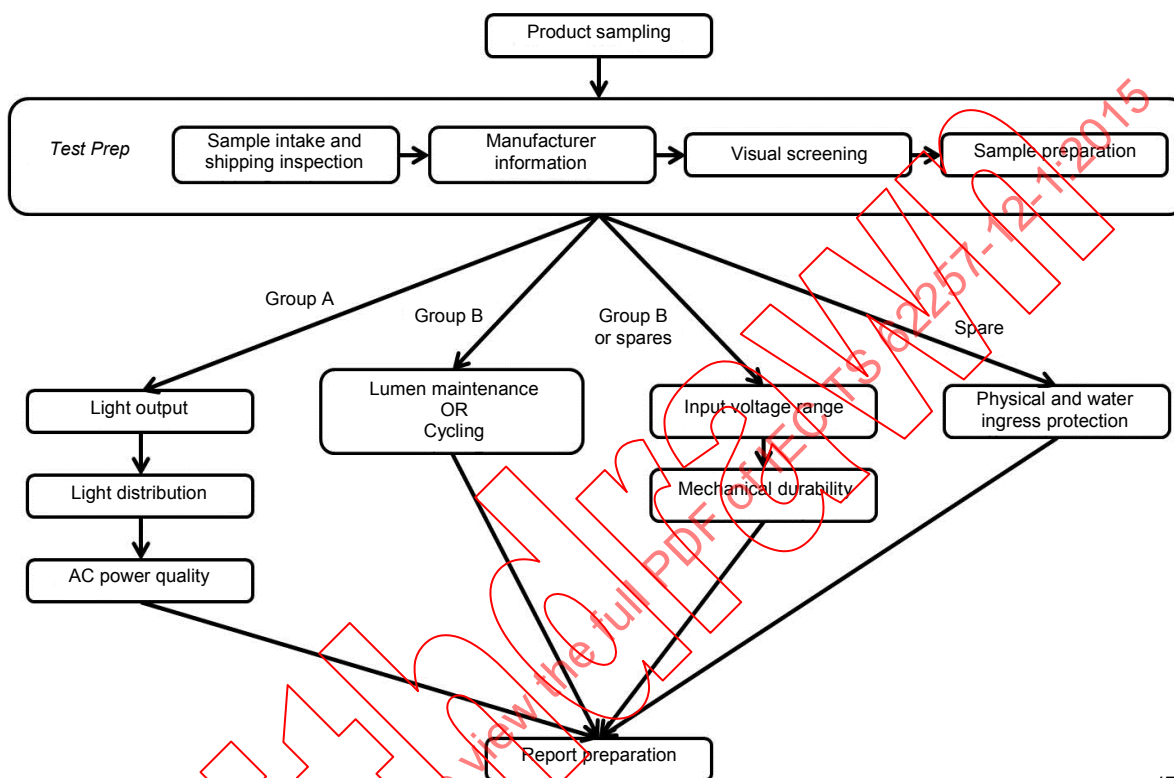 Product sampling
Test Prep
Sample intake and
shipping inspection
Manufacturer
information
Visual screening
Sample preparation
Group A
Group B
Group B
or spares
Spare
Light output
Lumen maintenance
OR
Cycling
Input voltage range
Physical and water
ingress protection
Light distribution
Mechanical durability
AC power quality
Report preparation
view the full PDF of IEC TS 62257-12-1:2015